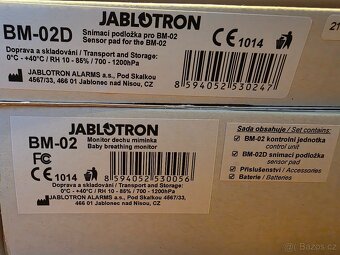 JABLOTRON
BM-02D
Snímací podložka pro BM-02
Sensor pad for the BM-02
CE 1014
Doprava a skladování / Transport and storage:
0°C - +40°C / RH 10 - 85% / 700 - 1200hPa
JABLOTRON ALARMS a.s., Pod Skalkou
4567/33, 466 01 Jablonec nad Nisou, CZ
8 594052 530247
21
JABLOTRON
BM-02
Monitor dechu miminka
Baby breathing monitor
FC
CE 1014
8 594052 530056
Doprava a skladování / Transport and storage:
0°C - +40°C / RH 10 - 85% / 700 - 1200hPa
JABLOTRON ALARMS a.s., Pod Skalkou 4567/33,
466 01 Jablonec nad Nisou, CZ
Sada obsahuje / Set contains:
BM-02 kontrolní jednotka
control unit
BM-02D snímací podložka
sensor pad
Příslušenství / Accessories
Baterie / Batteries
bazoš.cz